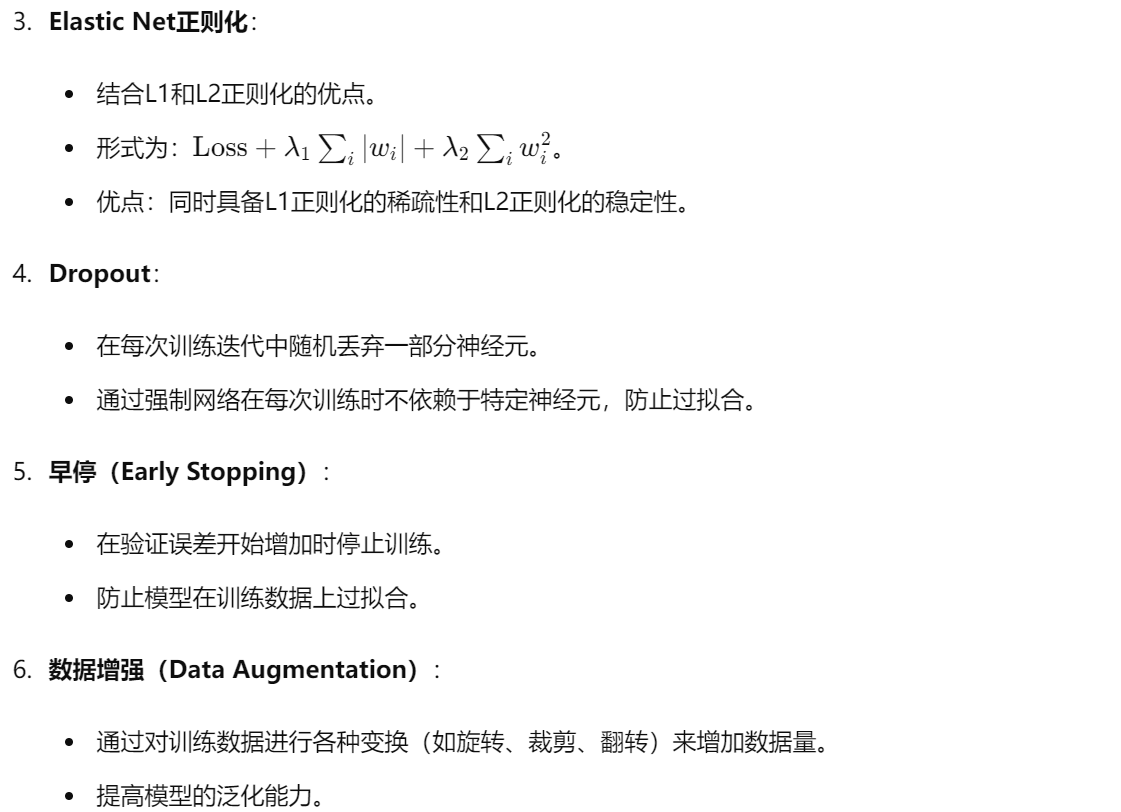 3. Elastic Net正则化：
• 结合L1和L2正则化的优点。
• 形式为：Loss + λ₁ ∑ᵢ |wᵢ| + λ₂ ∑ᵢ wᵢ²。
• 优点：同时具备L1正则化的稀疏性和L2正则化的稳定性。
4. Dropout：
• 在每次训练迭代中随机丢弃一部分神经元。
• 通过强制网络在每次训练时不依赖于特定神经元，防止过拟合。
5. 早停（Early Stopping）：
• 在验证误差开始增加时停止训练。
• 防止模型在训练数据上过拟合。
6. 数据增强（Data Augmentation）：
• 通过对训练数据进行各种变换（如旋转、裁剪、翻转）来增加数据量。
• 提高模型的泛化能力。